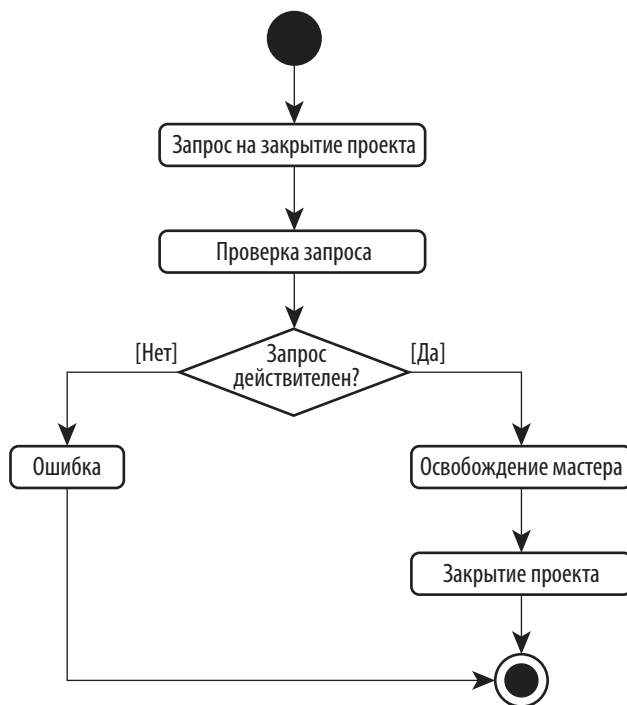 Запрос на закрытие проекта
Проверка запроса
[Нет]
Запрос
действителен?
[Да]
Ошибка
Освобождение мастера
Закрытие проекта